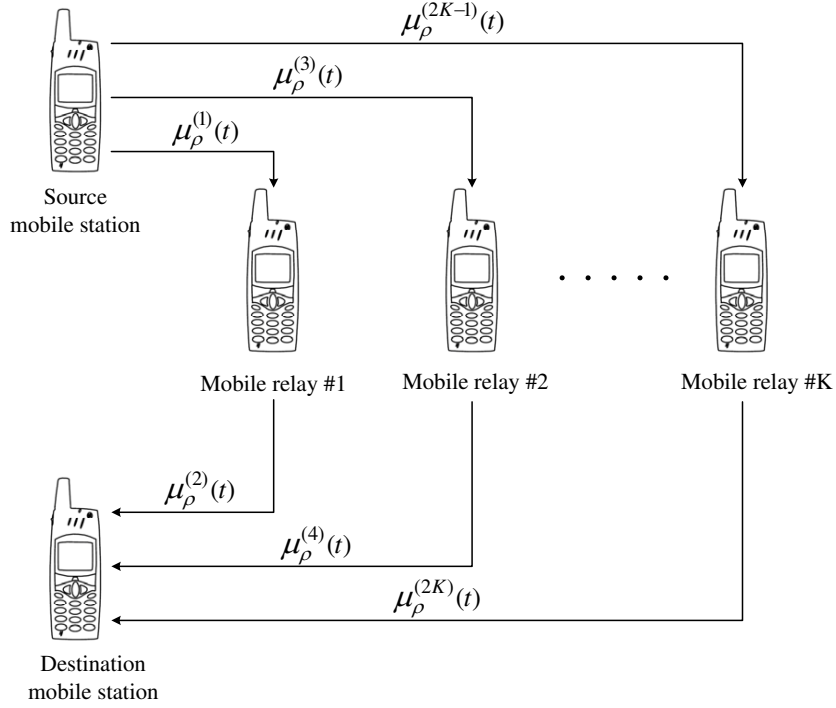 μ_ρ^(2K–1)(t)
μ_ρ^(3)(t)
μ_ρ^(1)(t)
Source
mobile station
Mobile relay #1
Mobile relay #2
Mobile relay #K
μ_ρ^(2)(t)
μ_ρ^(4)(t)
μ_ρ^(2K)(t)
Destination
mobile station